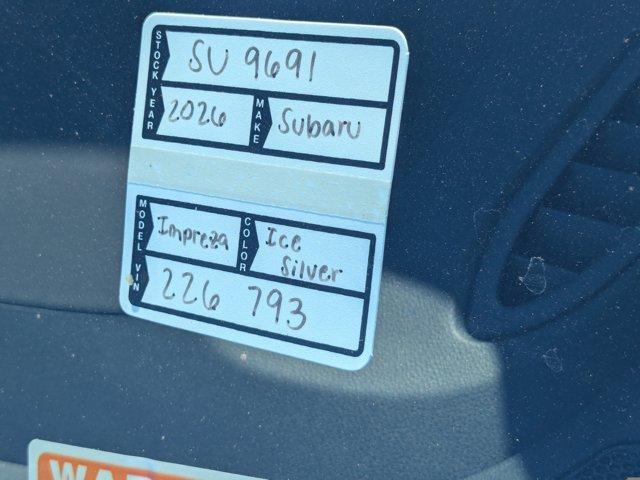 STOCK SU 9691
YEAR 2026 MAKE Subaru
MODEL Impreza COLOR Ice
Silver
VIN 226 793